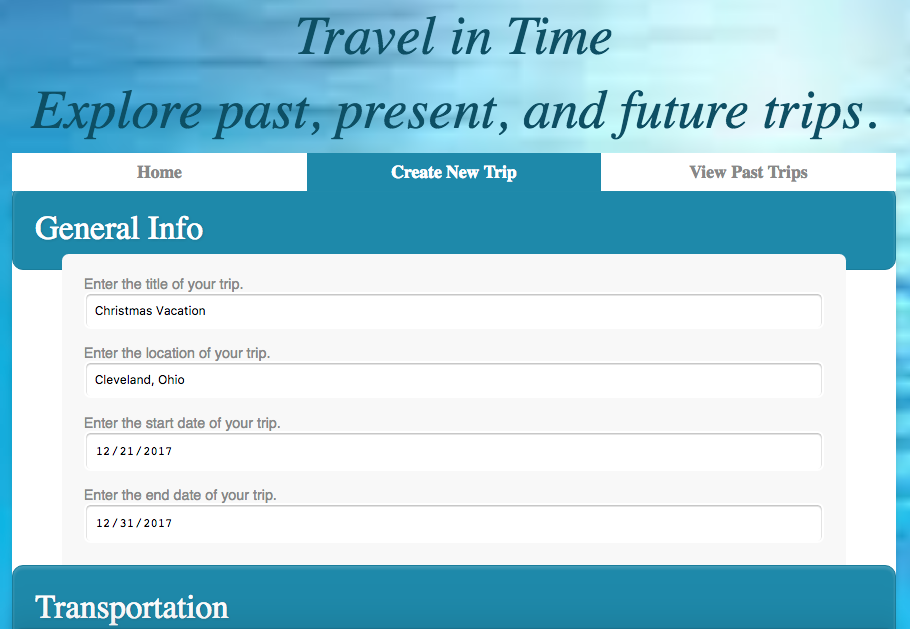 Travel in Time
Explore past, present, and future trips.
Home Create New Trip View Past Trips
General Info
Enter the title of your trip.
Christmas Vacation
Enter the location of your trip.
Cleveland, Ohio
Enter the start date of your trip.
12/21/2017
Enter the end date of your trip.
12/31/2017
Transportation